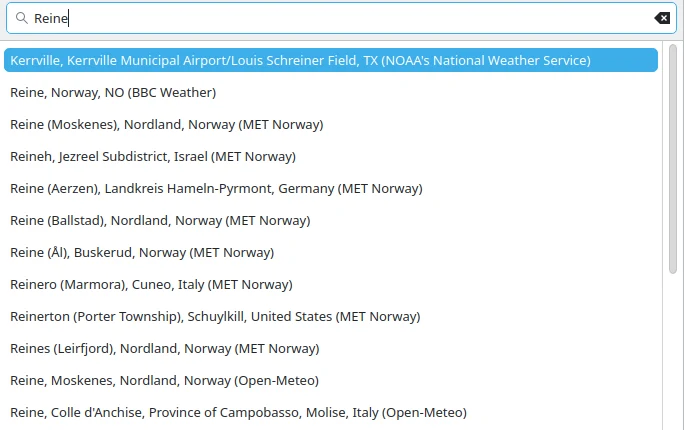 Reine
Kerrville, Kerrville Municipal Airport/Louis Schreiner Field, TX (NOAA's National Weather Service)
Reine, Norway, NO (BBC Weather)
Reine (Moskenes), Nordland, Norway (MET Norway)
Reineh, Jezreel Subdistrict, Israel (MET Norway)
Reine (Aerzen), Landkreis Hameln-Pyrmont, Germany (MET Norway)
Reine (Ballstad), Nordland, Norway (MET Norway)
Reine (Ål), Buskerud, Norway (MET Norway)
Reinero (Marmora), Cuneo, Italy (MET Norway)
Reinerton (Porter Township), Schuylkill, United States (MET Norway)
Reines (Leirfjord), Nordland, Norway (MET Norway)
Reine, Moskenes, Nordland, Norway (Open-Meteo)
Reine, Colle d'Anchise, Province of Campobasso, Molise, Italy (Open-Meteo)